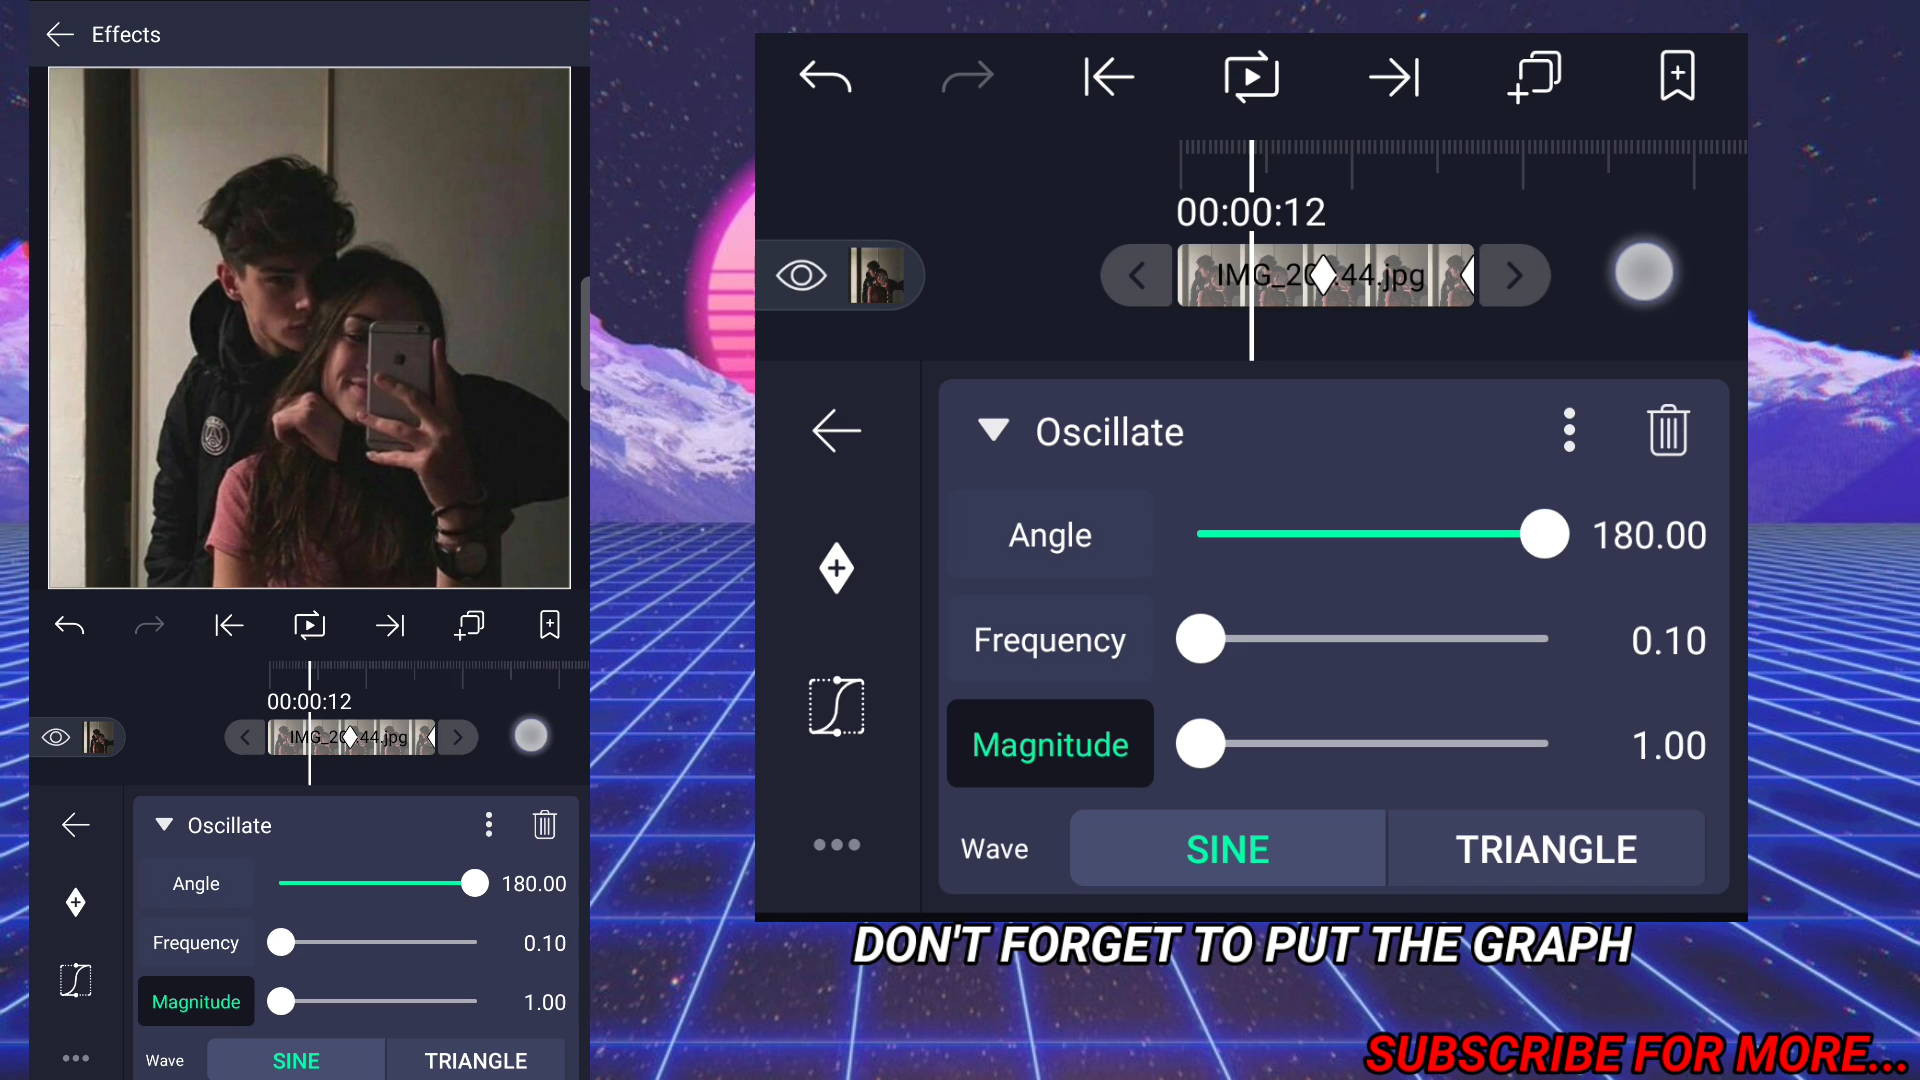 Effects
00:00:12
IMG_20 .44.jpg
Oscillate
Angle 180.00
Frequency 0.10
Magnitude 1.00
Wave SINE TRIANGLE
00:00:12
IMG_20 .44.jpg
Oscillate
Angle 180.00
Frequency 0.10
Magnitude 1.00
Wave SINE TRIANGLE
DON'T FORGET TO PUT THE GRAPH
SUBSCRIBE FOR MORE...